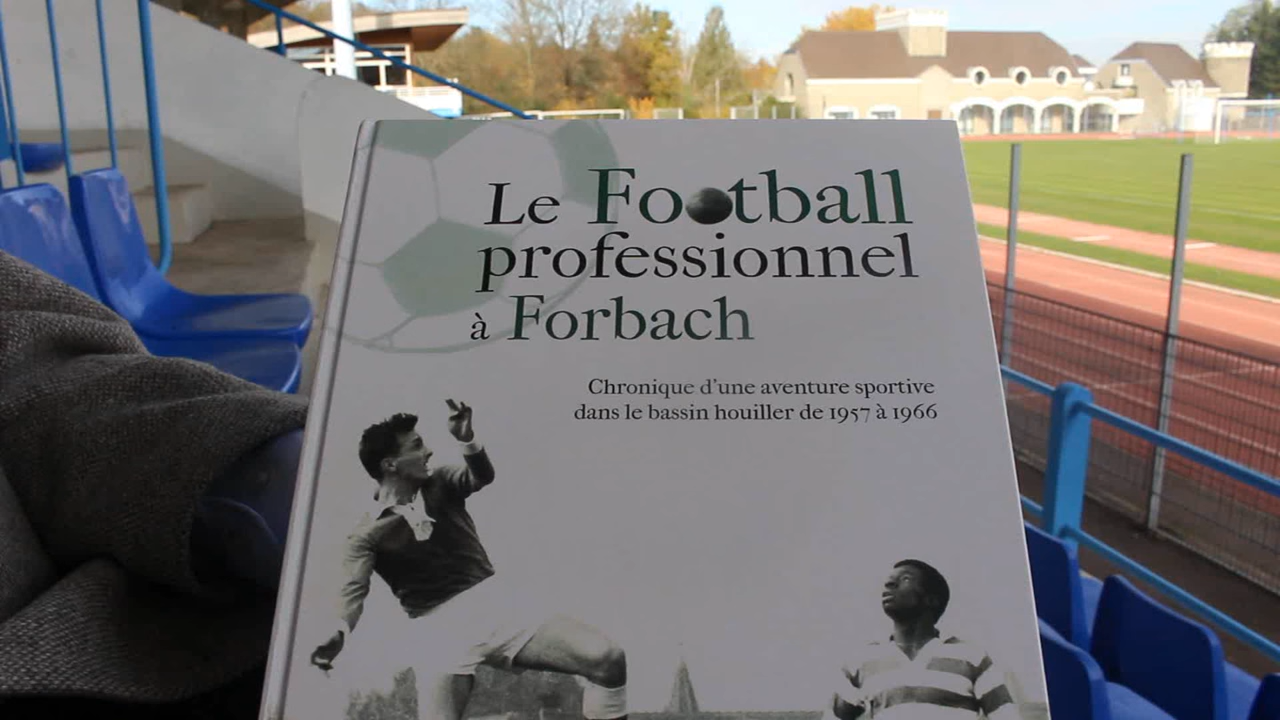 Le Football
professionnel
à Forbach
Chronique d'une aventure sportive
dans le bassin houiller de 1957 à 1966